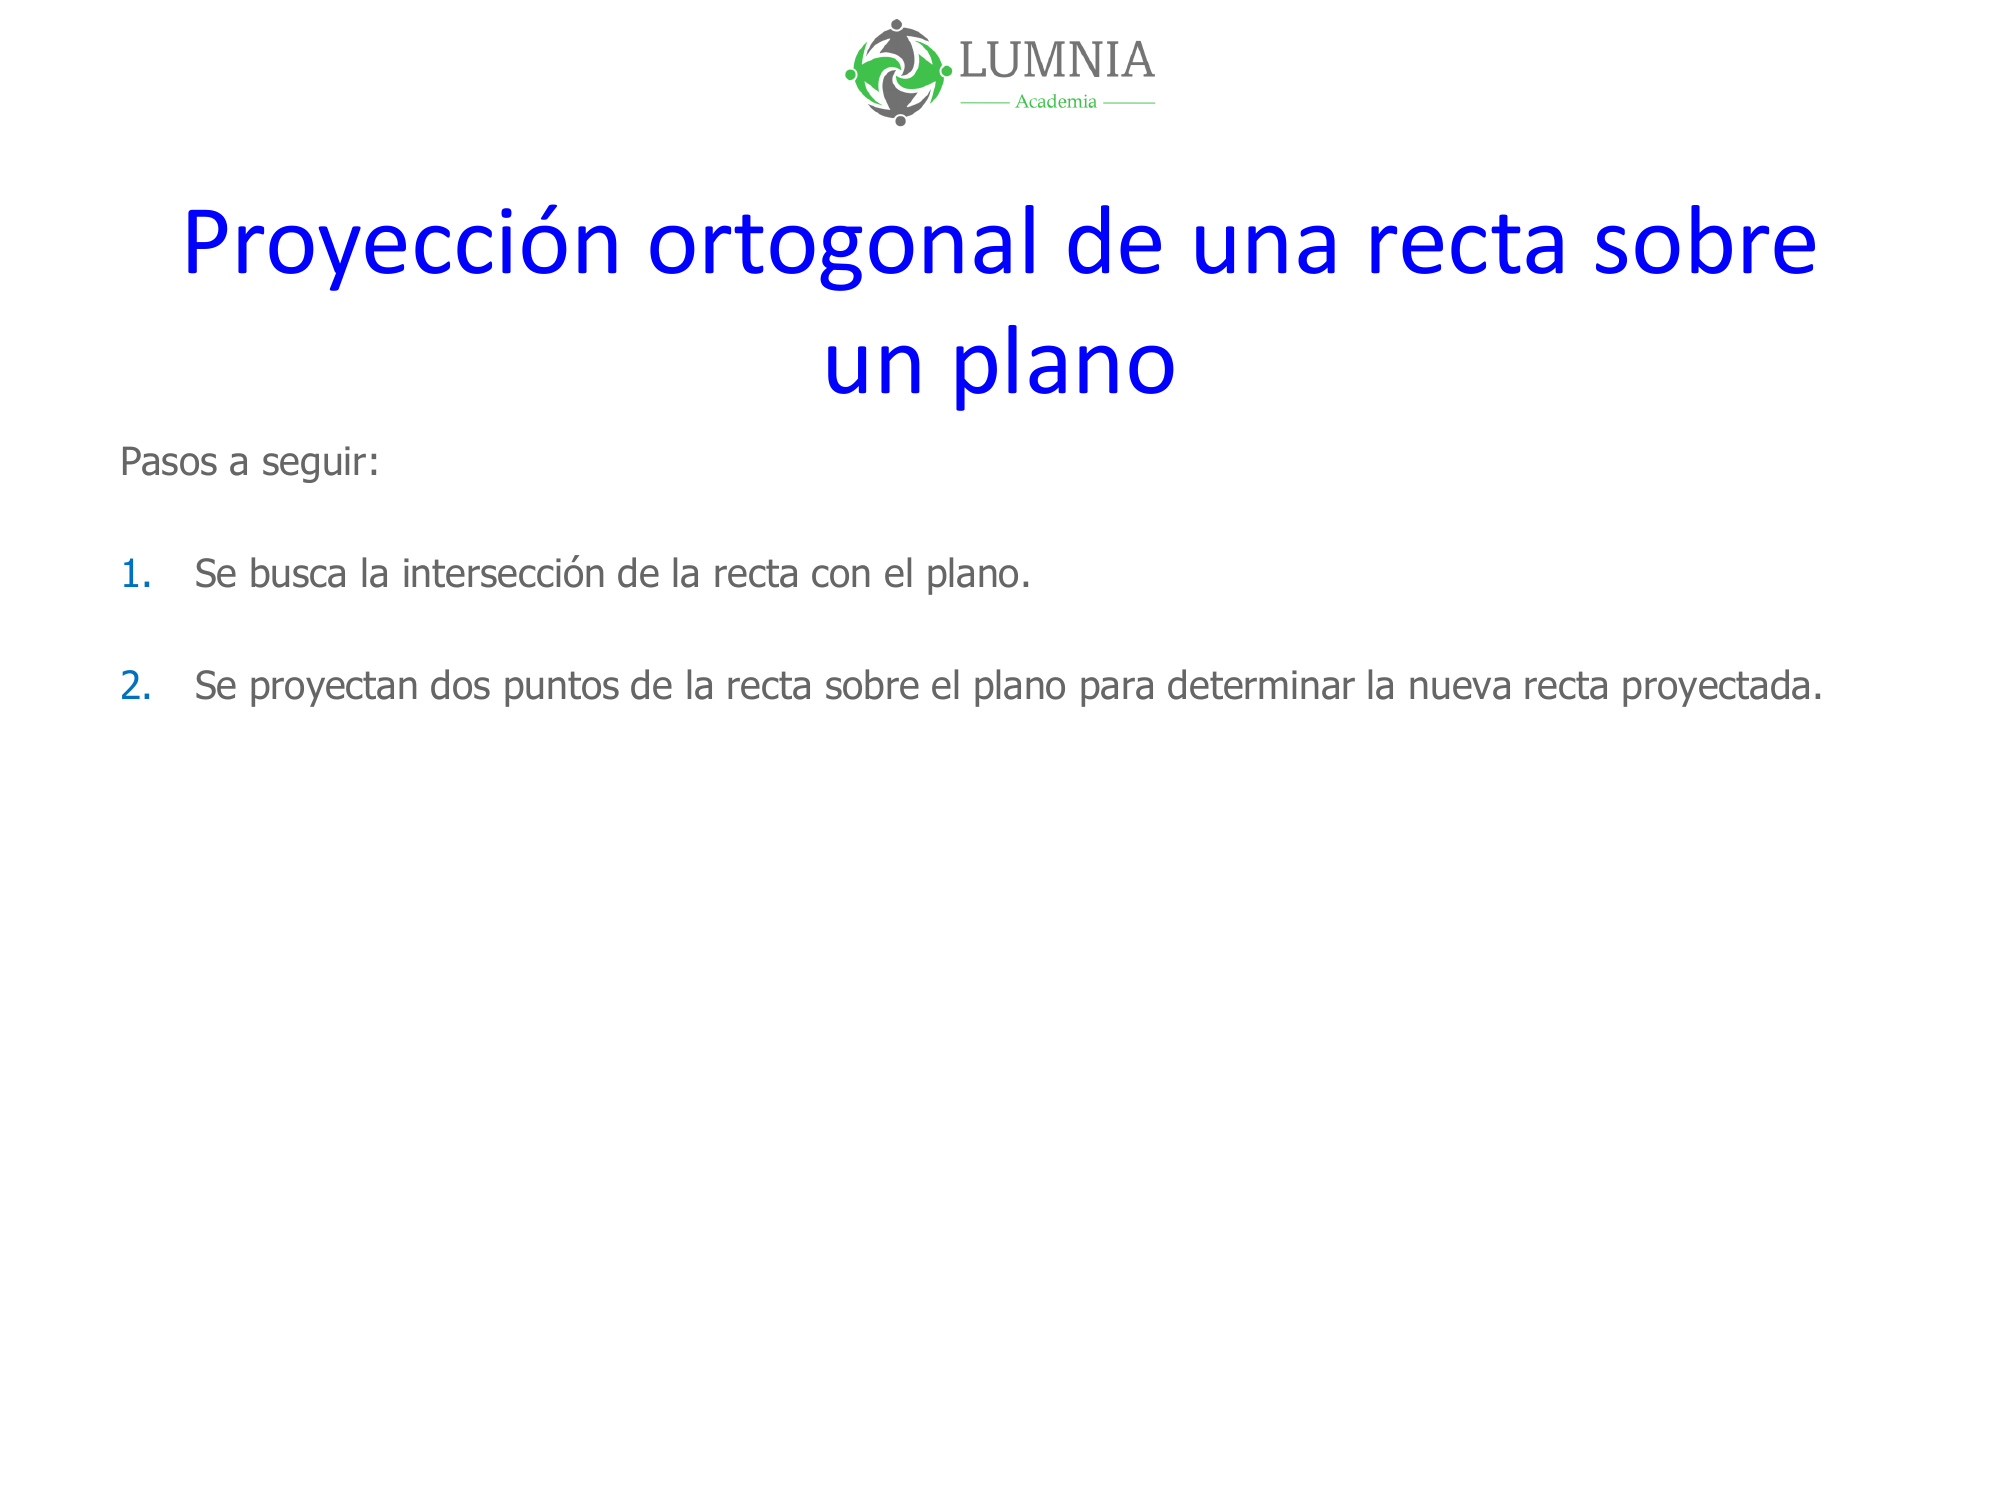 LUMNIA
Academia
Proyección ortogonal de una recta sobre
un plano
Pasos a seguir:
1. Se busca la intersección de la recta con el plano.
2. Se proyectan dos puntos de la recta sobre el plano para determinar la nueva recta proyectada.